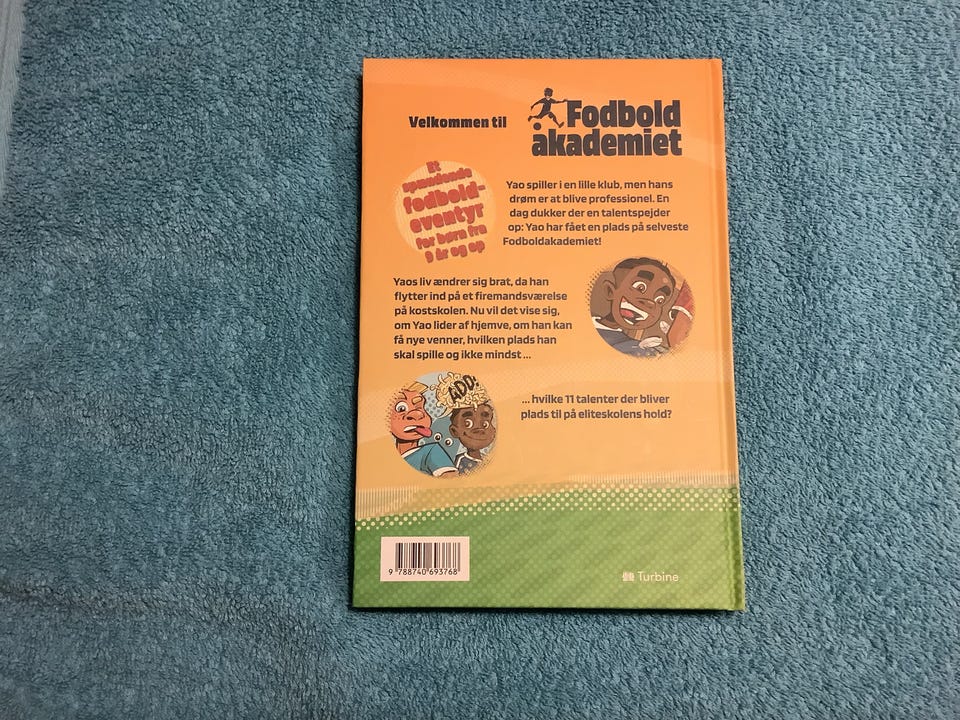 Velkommen til
Fodbold
akademiet
Et
spændende
fodbold-
eventyr
for børn fra
9 år og op
Yao spiller i en lille klub, men hans
drøm er at blive professionel. En
dag dukker der en talentspejder
op: Yao har fået en plads på selveste
Fodboldakademiet!
Yaos liv ændrer sig brat, da han
flytter ind på et firemandsværelse
på kostskolen. Nu vil det vise sig,
om Yao lider af hjemve, om han kan
få nye venner, hvilken plads han
skal spille og ikke mindst ...
ADD!
... hvilke 11 talenter der bliver
plads til på eliteskolens hold?
9 788740 693768
Turbine